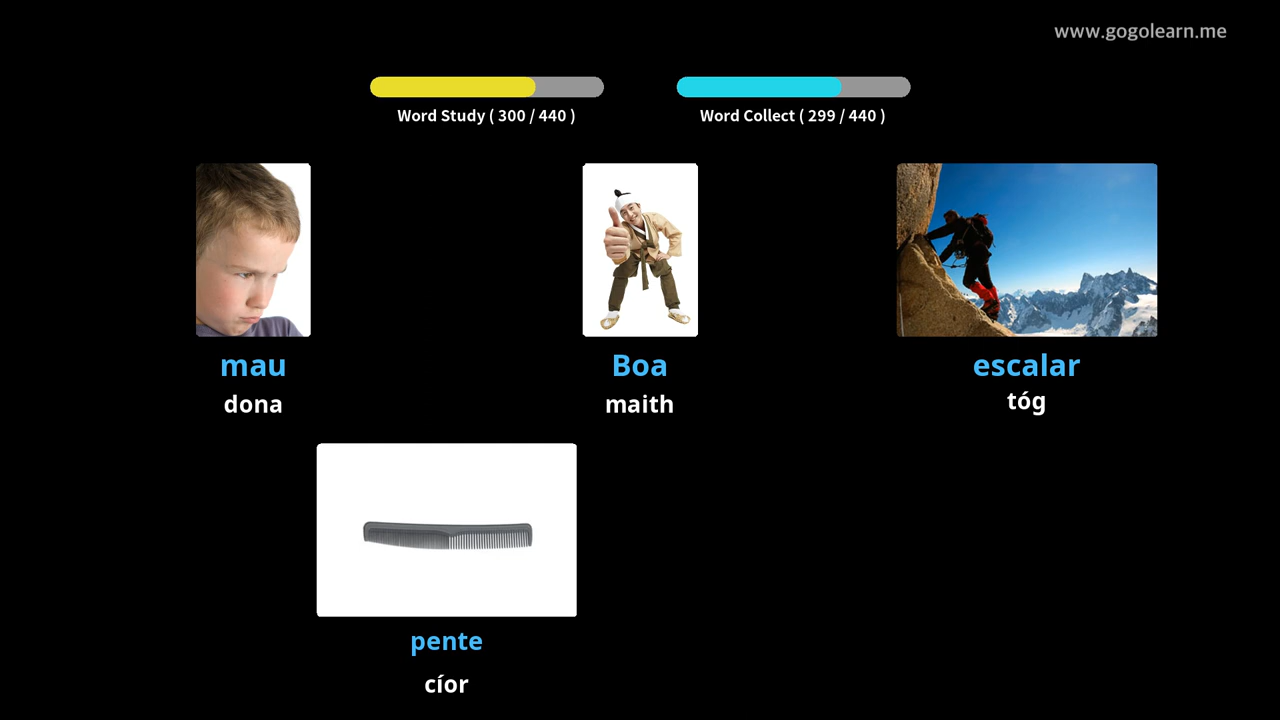 www.gogolearn.me
Word Study ( 300 / 440 )
Word Collect ( 299 / 440 )
mau
dona
Boa
maith
escalar
tóg
pente
cíor